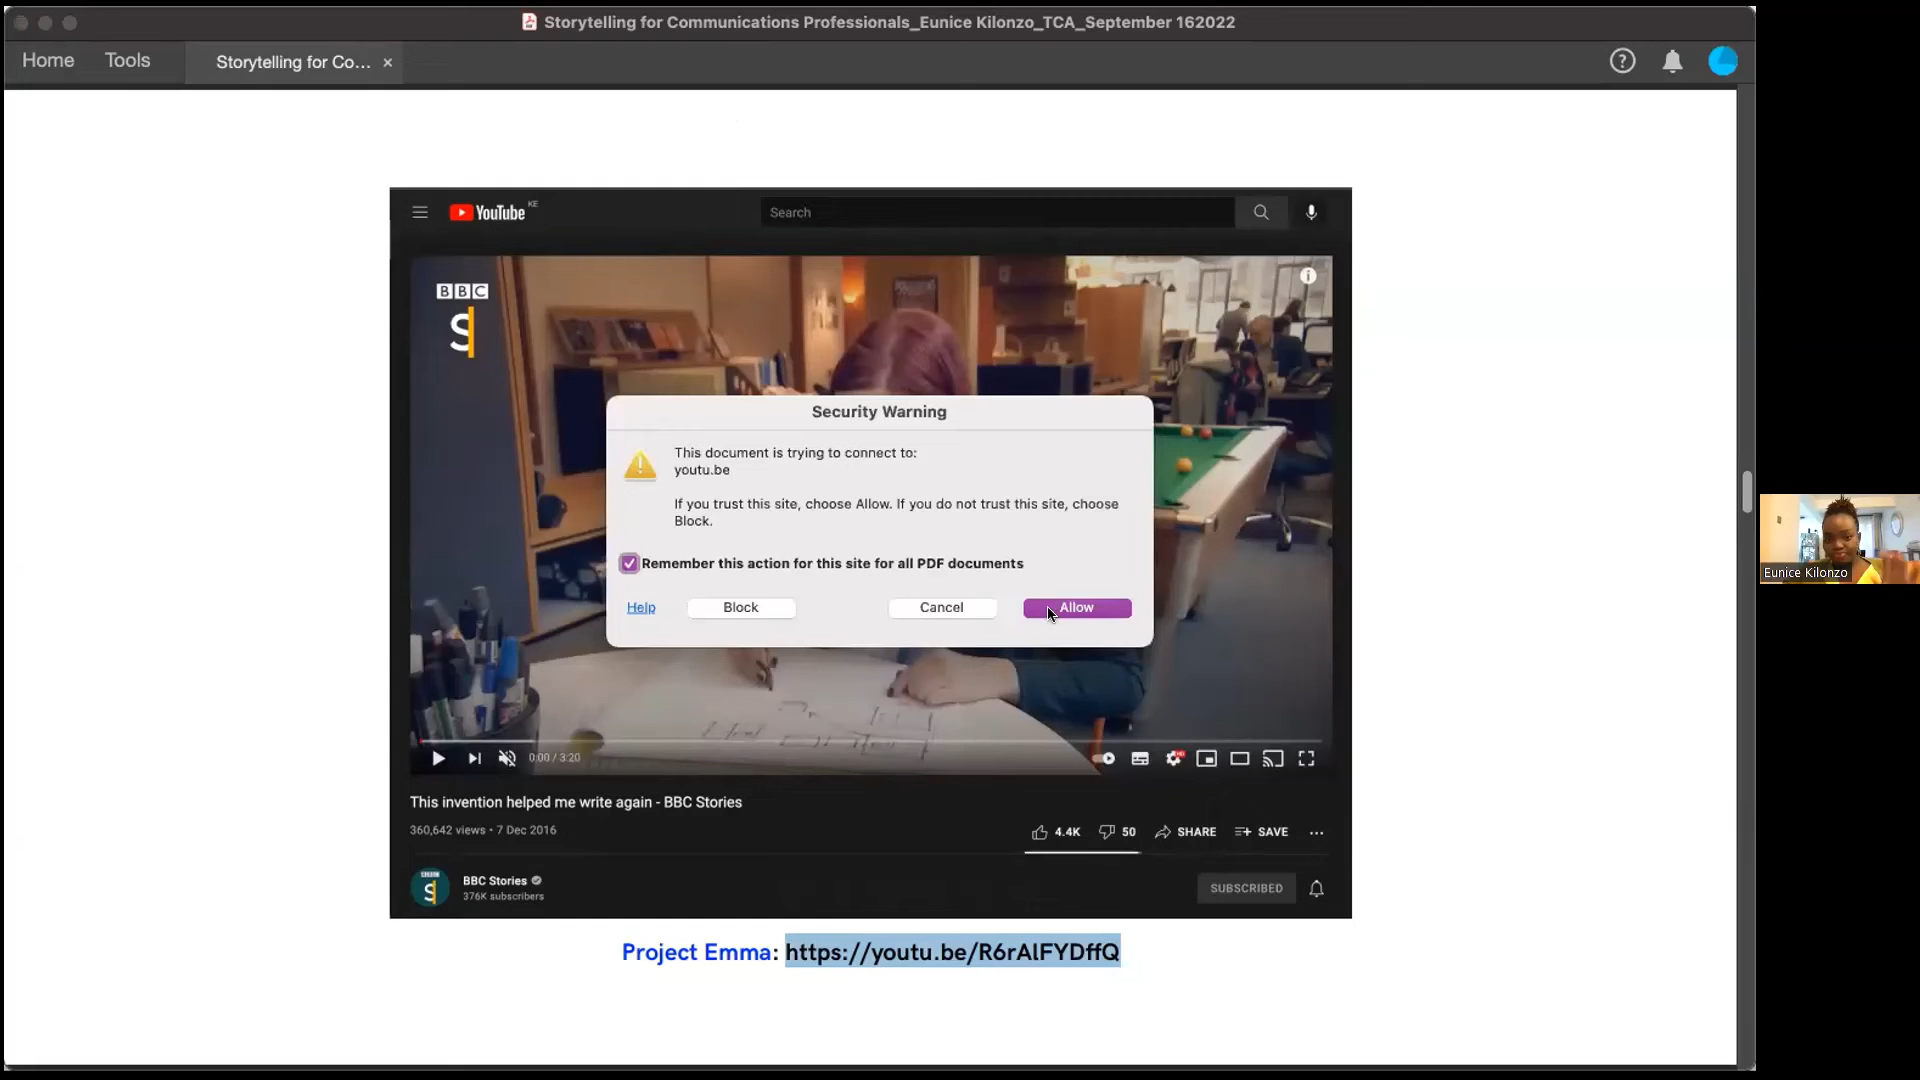 Storytelling for Communications Professionals_Eunice Kilonzo_TCA_September 162022
Home Tools Storytelling for Co... ×
YouTube KE
Search
BBC
S
Security Warning
This document is trying to connect to:
youtu.be
If you trust this site, choose Allow. If you do not trust this site, choose
Block.
Remember this action for this site for all PDF documents
Help Block Cancel Allow
Eunice Kilonzo
0:00 / 3:20
This invention helped me write again - BBC Stories
360,642 views • 7 Dec 2016
4.4K 50 SHARE SAVE ...
BBC Stories
376K subscribers
SUBSCRIBED
Project Emma: https://youtu.be/R6rAlFYDffQ